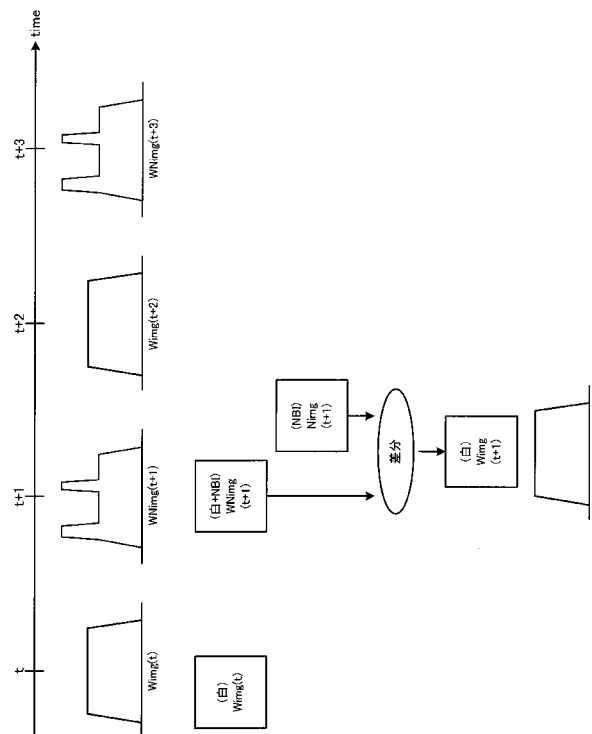 time
t
t+1
t+2
t+3
Wimg(t)
WNimg(t+1)
Wimg(t+2)
WNimg(t+3)
(白)
Wimg(t)
(白+NBI)
WNimg
(t+1)
(NBI)
Nimg
(t+1)
差分
(白)
Wimg
(t+1)